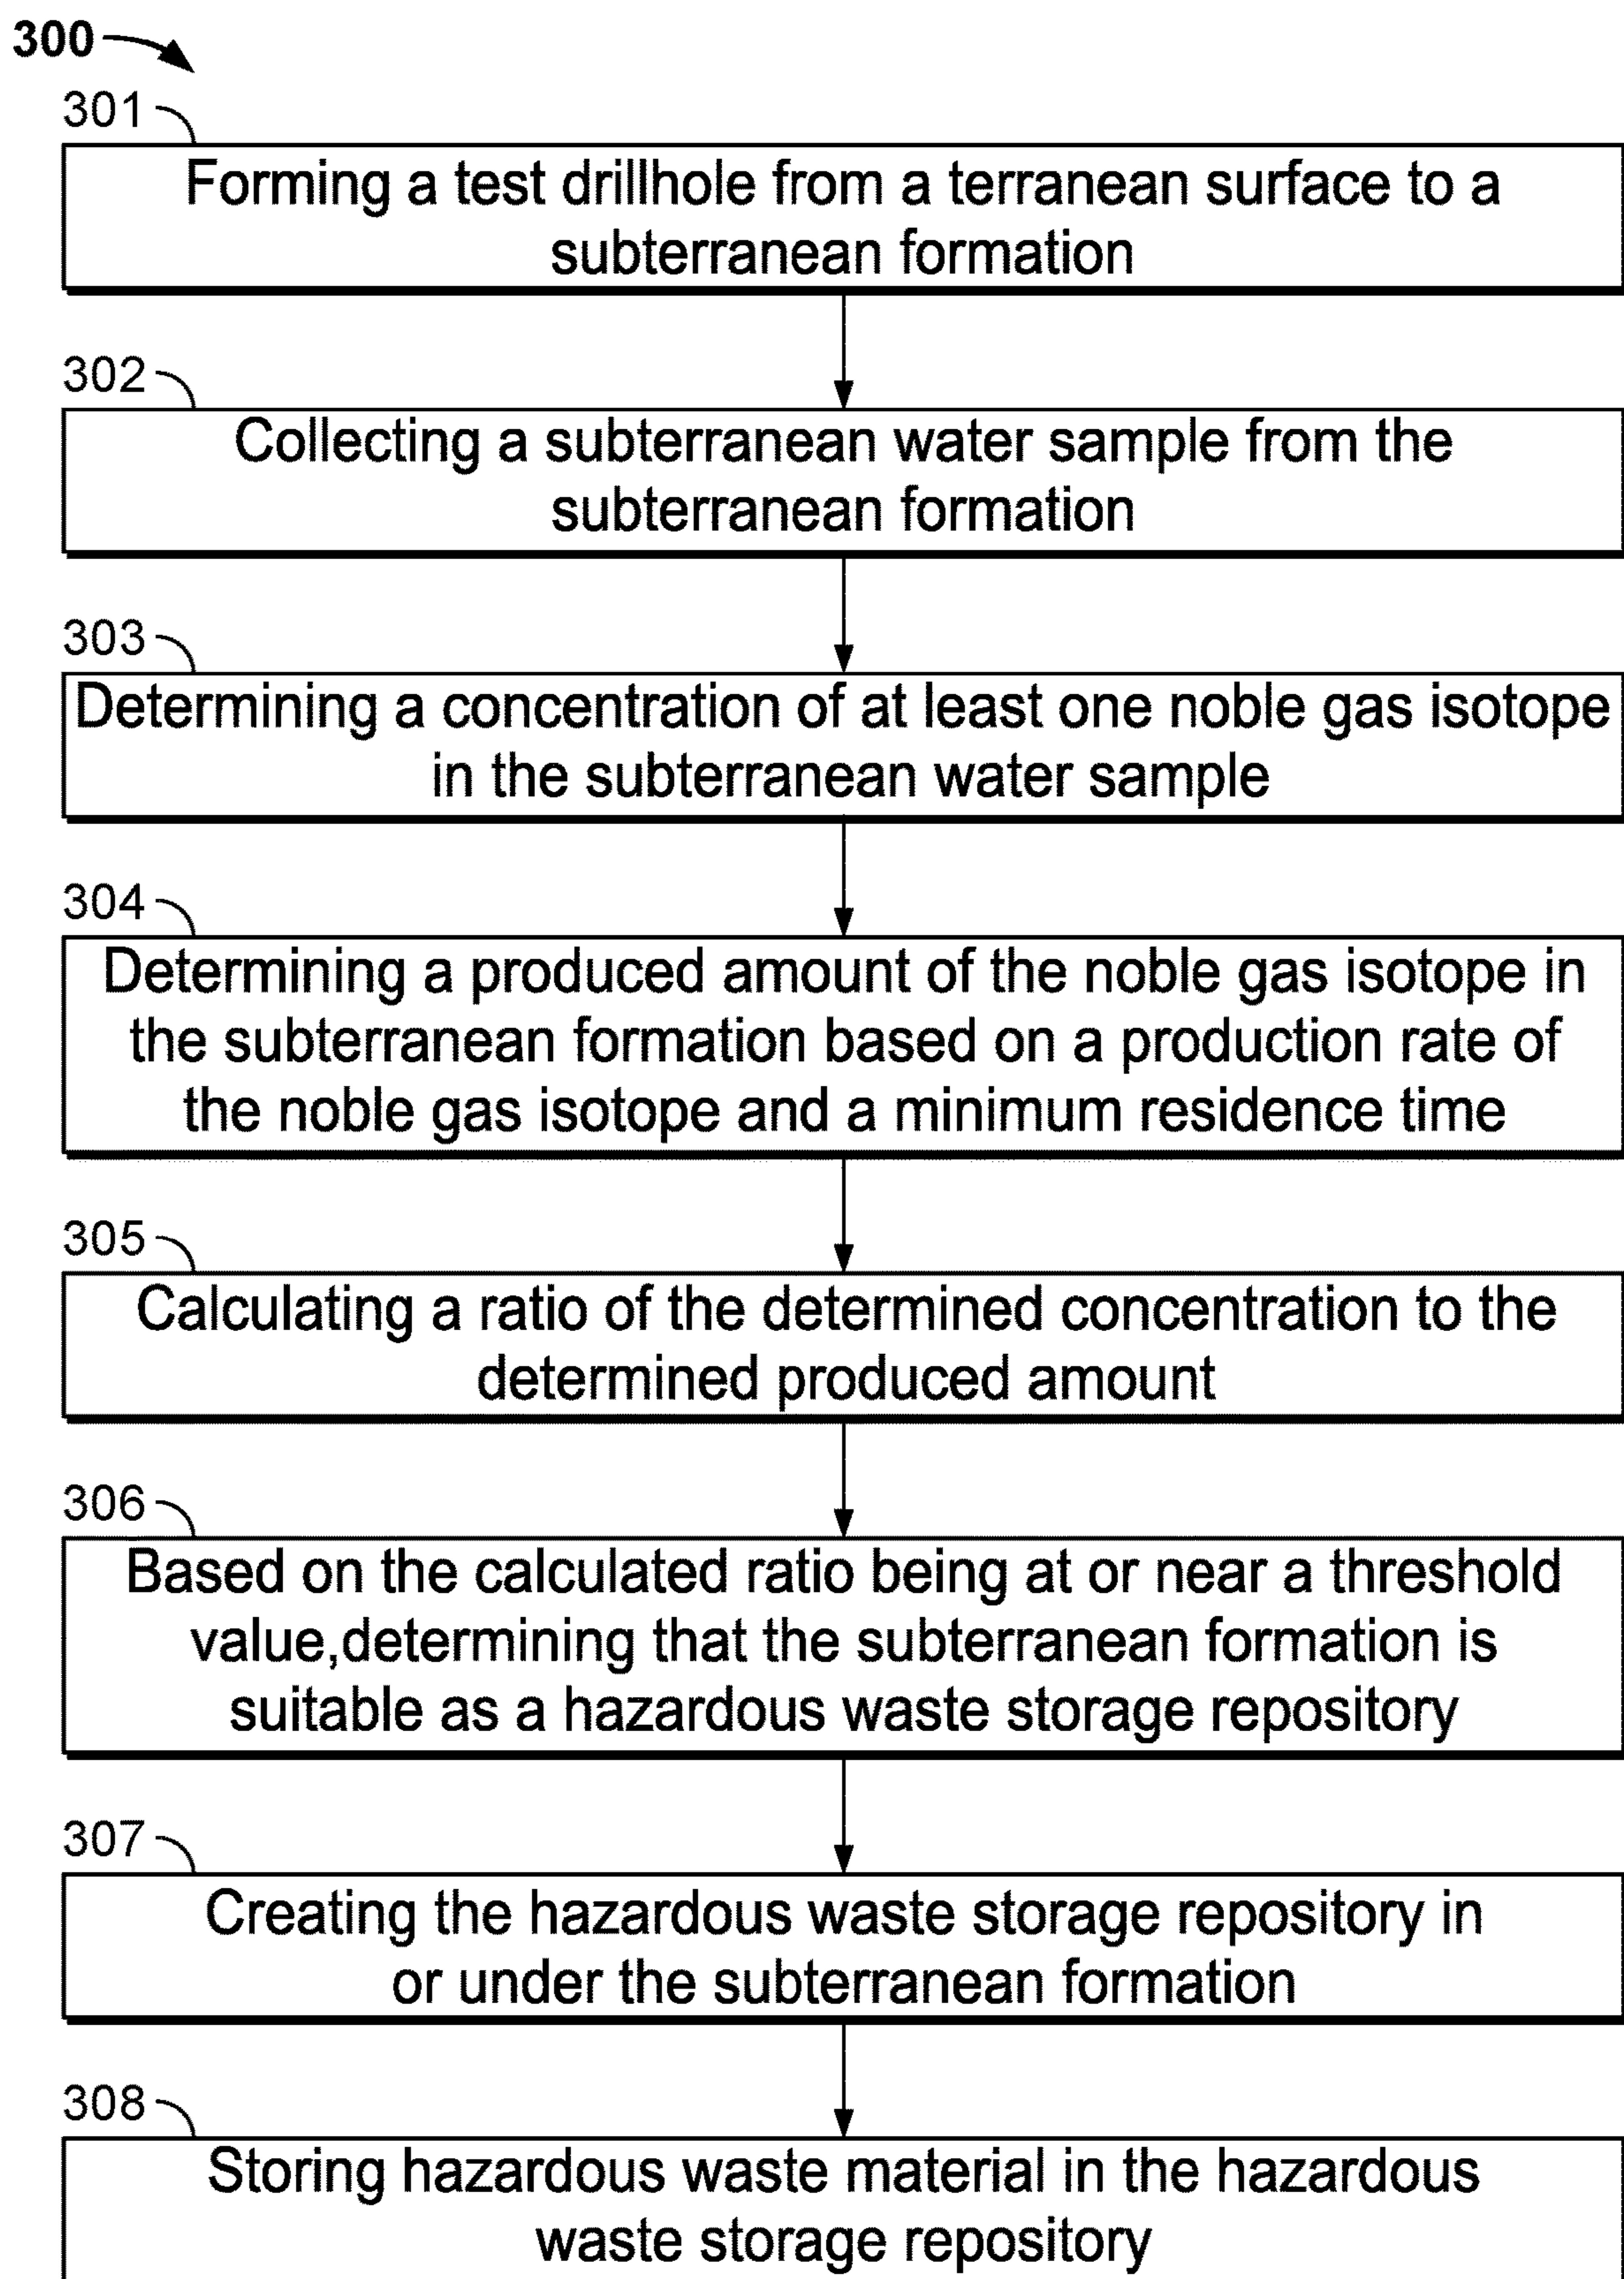 300
301
Forming a test drillhole from a terranean surface to a
subterranean formation
302
Collecting a subterranean water sample from the
subterranean formation
303
Determining a concentration of at least one noble gas isotope
in the subterranean water sample
304
Determining a produced amount of the noble gas isotope in
the subterranean formation based on a production rate of
the noble gas isotope and a minimum residence time
305
Calculating a ratio of the determined concentration to the
determined produced amount
306
Based on the calculated ratio being at or near a threshold
value,determining that the subterranean formation is
suitable as a hazardous waste storage repository
307
Creating the hazardous waste storage repository in
or under the subterranean formation
308
Storing hazardous waste material in the hazardous
waste storage repository